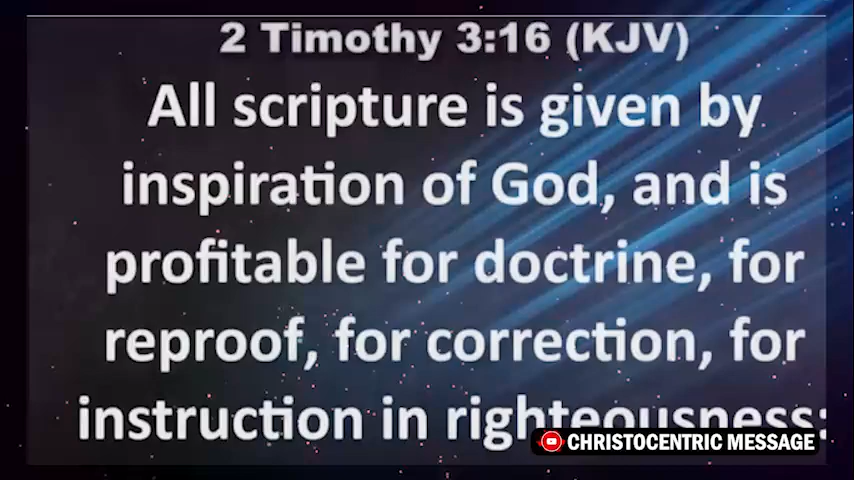 2 Timothy 3:16 (KJV)
All scripture is given by
inspiration of God, and is
profitable for doctrine, for
reproof, for correction, for
instruction in righteousness:
CHRISTOCENTRIC MESSAGE